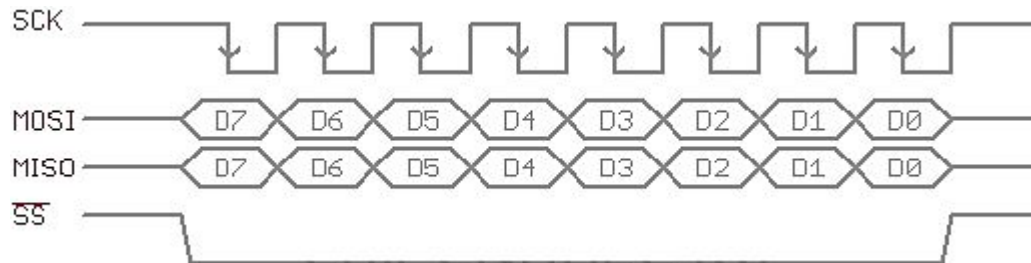 SCK
MOSI D7 D6 D5 D4 D3 D2 D1 D0
MISO D7 D6 D5 D4 D3 D2 D1 D0
SS